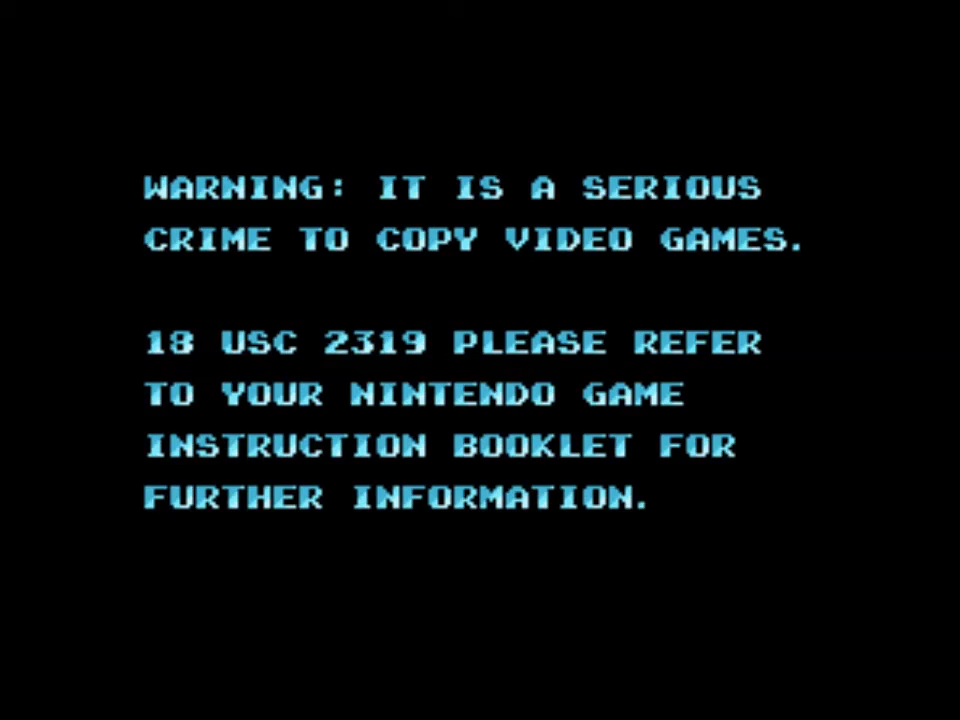 WARNING: IT IS A SERIOUS
CRIME TO COPY VIDEO GAMES.
18 USC 2319 PLEASE REFER
TO YOUR NINTENDO GAME
INSTRUCTION BOOKLET FOR
FURTHER INFORMATION.